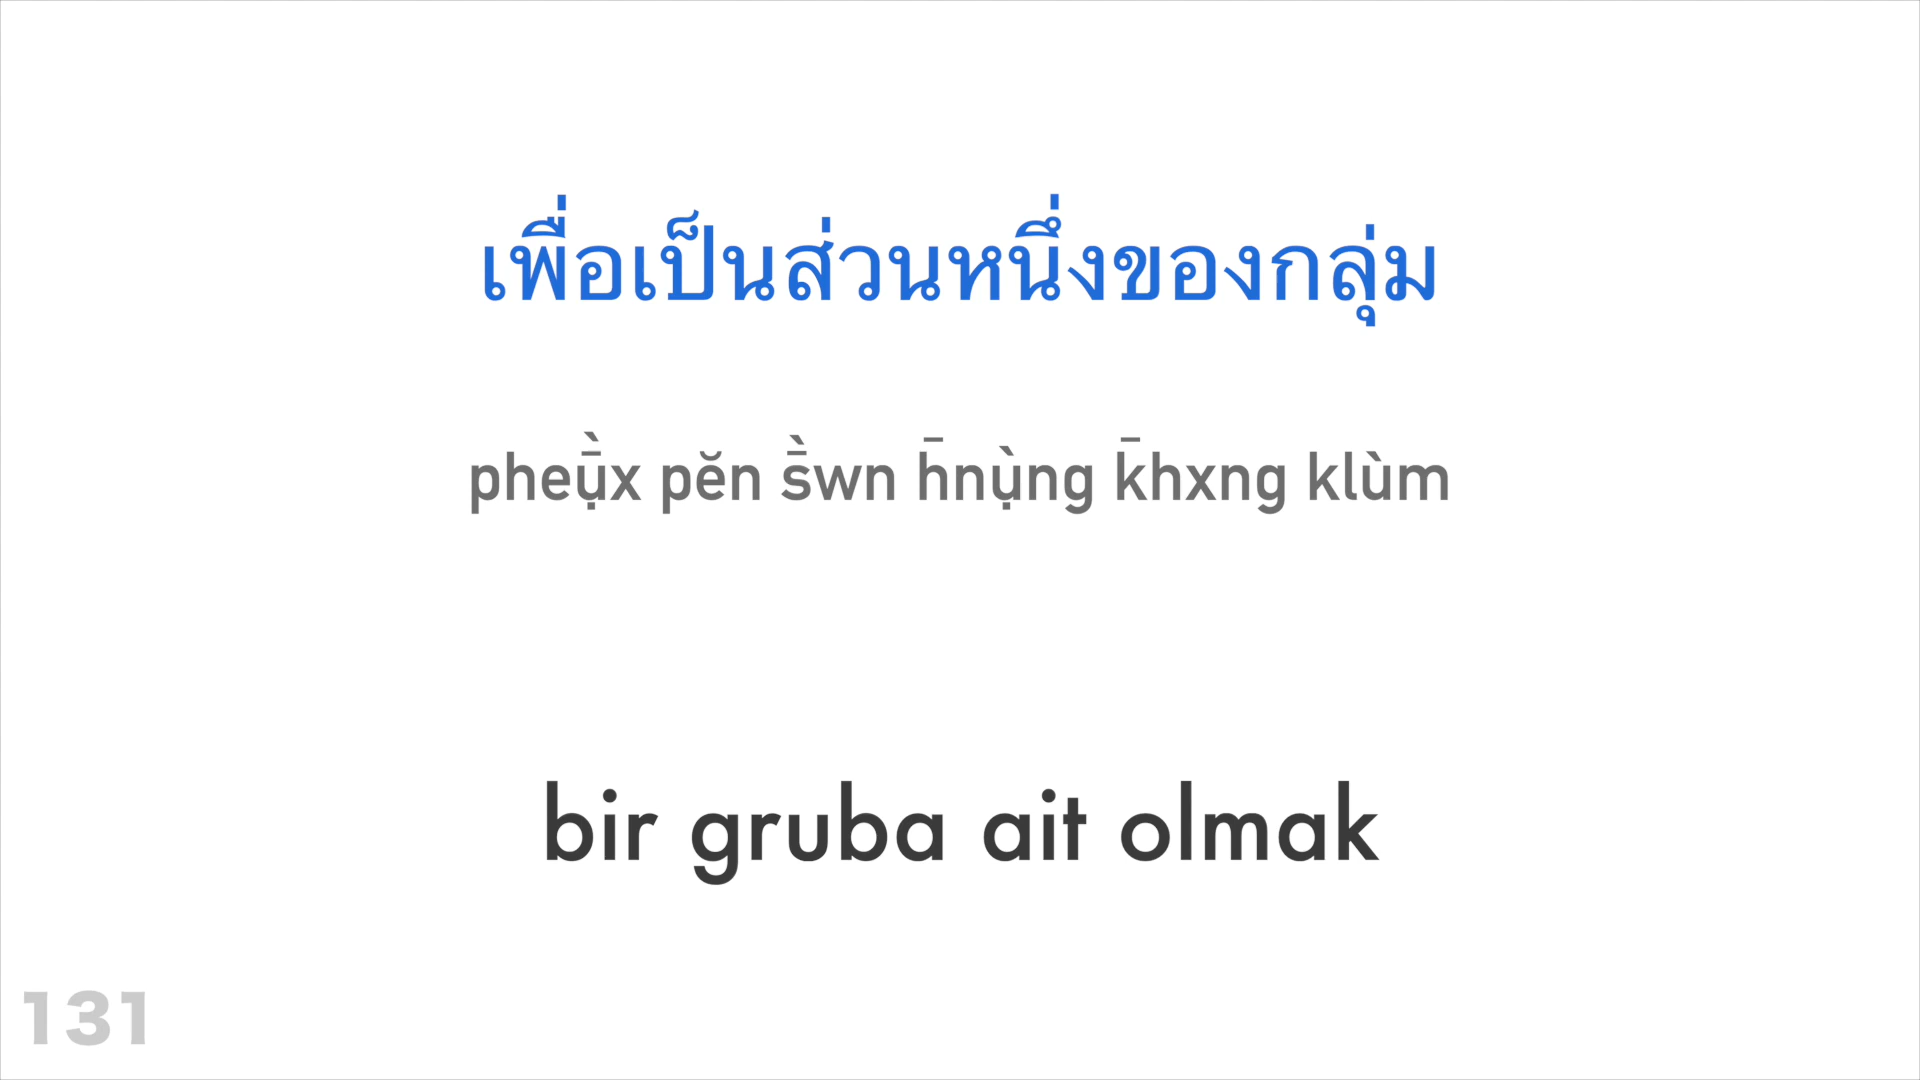 เพื่อเป็นส่วนหนึ่งของกลุ่ม
pheụ̄̀x pĕn s̄̀wn h̄nụ̀ng k̄hxng klùm
bir gruba ait olmak
131